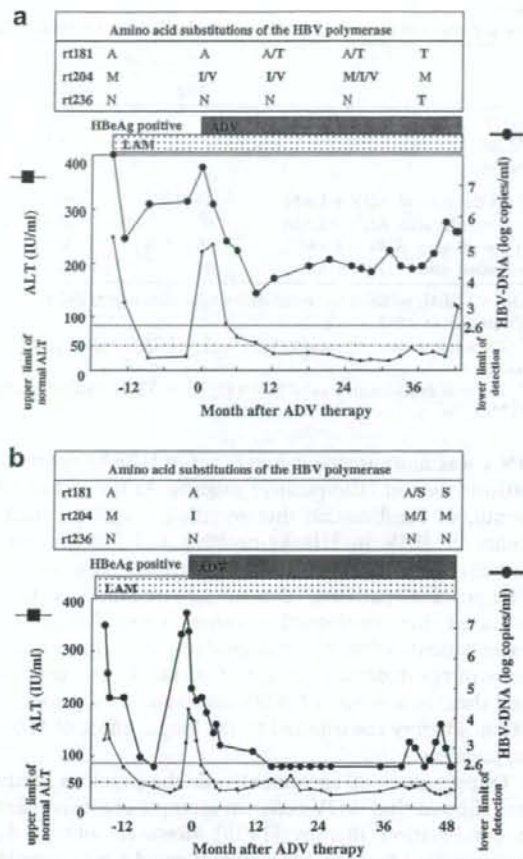 a
Amino acid substitutions of the HBV polymerase
rt181 A A A/T A/T T
rt204 M I/V I/V M/I/V M
rt236 N N N N T
HBeAg positive ADV
LAM
400
300
200
100
50
0
ALT (IU/ml)
upper limit of normal ALT
7
6
5
4
3
2.6
HBV-DNA (log copies/ml)
lower limit of detection
-12 0 12 24 36
Month after ADV therapy
b
Amino acid substitutions of the HBV polymerase
rt181 A A A/S S
rt204 M I M/I M
rt236 N N N N
HBeAg positive ADV
LAM
400
300
200
100
50
0
ALT (IU/ml)
upper limit of normal ALT
7
6
5
4
3
2.6
HBV-DNA (log copies/ml)
lower limit of detection
-12 0 12 24 36 48
Month after ADV therapy